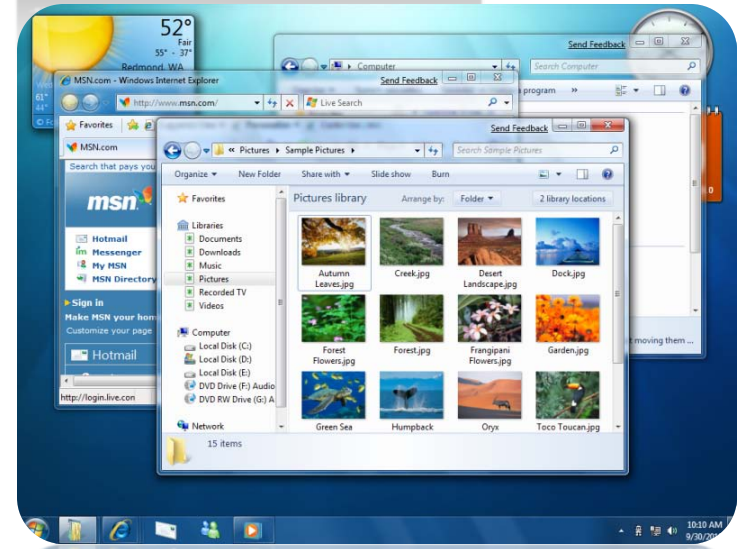 52°
Fair
55° - 37°
Redmond, WA
61°
44°
Send Feedback
Computer
Search Computer
program »
MSN.com - Windows Internet Explorer
Send Feedback
http://www.msn.com/
Live Search
Favorites
MSN.com
Search that pays you
msn
Hotmail
Messenger
My MSN
MSN Directory
Sign in
Make MSN your hom
Customize your page
Hotmail
http://login.live.con
Send Feedback
« Pictures Sample Pictures
Search Sample Pictures
Organize New Folder Share with Slide show Burn
Favorites
Libraries
Documents
Downloads
Music
Pictures
Recorded TV
Videos
Computer
Local Disk (C:)
Local Disk (D:)
Local Disk (E:)
DVD Drive (F:) Audio
DVD RW Drive (G:) A
Network
Pictures library
Arrange by: Folder
2 library locations
Autumn Leaves.jpg
Creek.jpg
Desert Landscape.jpg
Dock.jpg
Forest Flowers.jpg
Forest.jpg
Frangipani Flowers.jpg
Garden.jpg
Green Sea
Humpback
Oryx
Toco Toucan.jpg
15 items
t moving them ...
10:10 AM
9/30/20